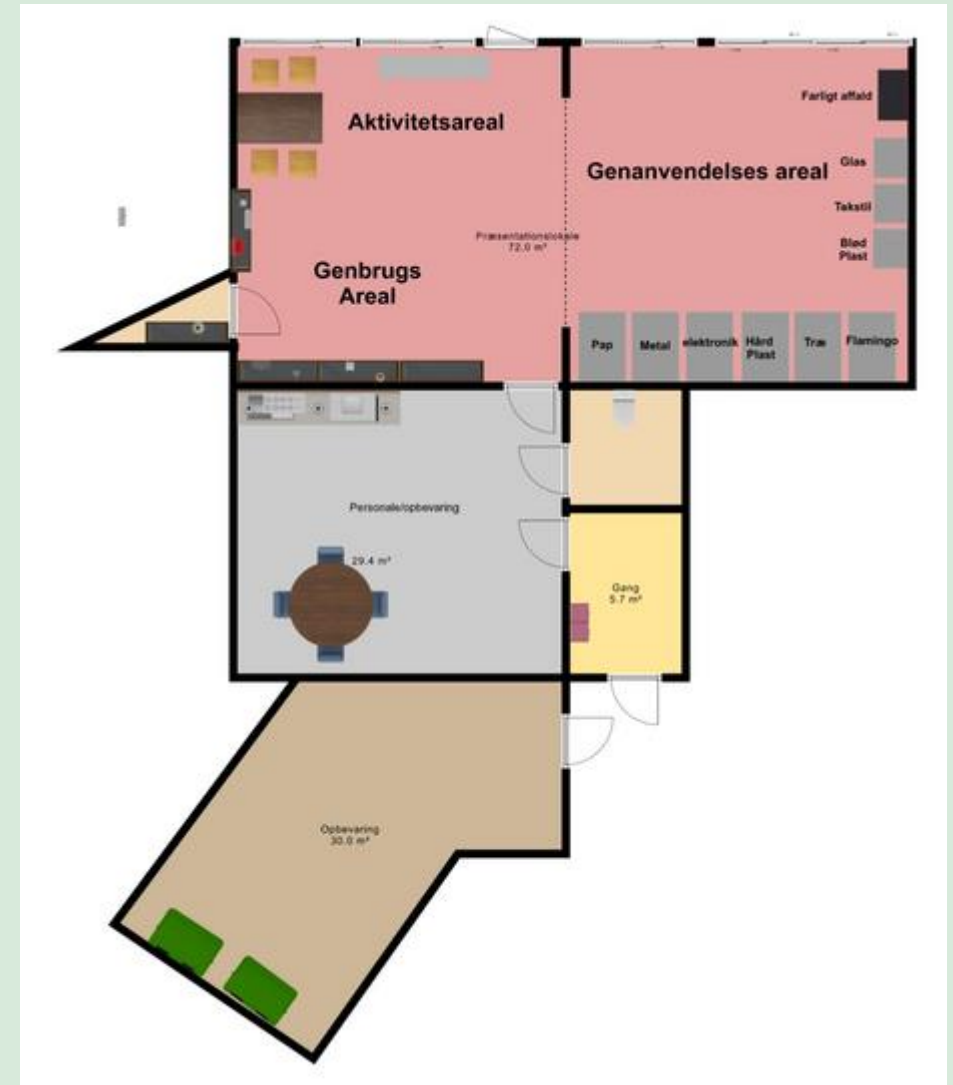 Farligt affald
Aktivitetsareal
Glas
Genanvendelses areal
Tekstil
Præsentationslokale
72.0 m²
Blød
Plast
Genbrugs
Areal
Pap
Metal
elektronik
Hård
Plast
Træ
Flamingo
Personale/opbevaring
29.4 m²
Gang
5.7 m²
Opbevaring
30.0 m²